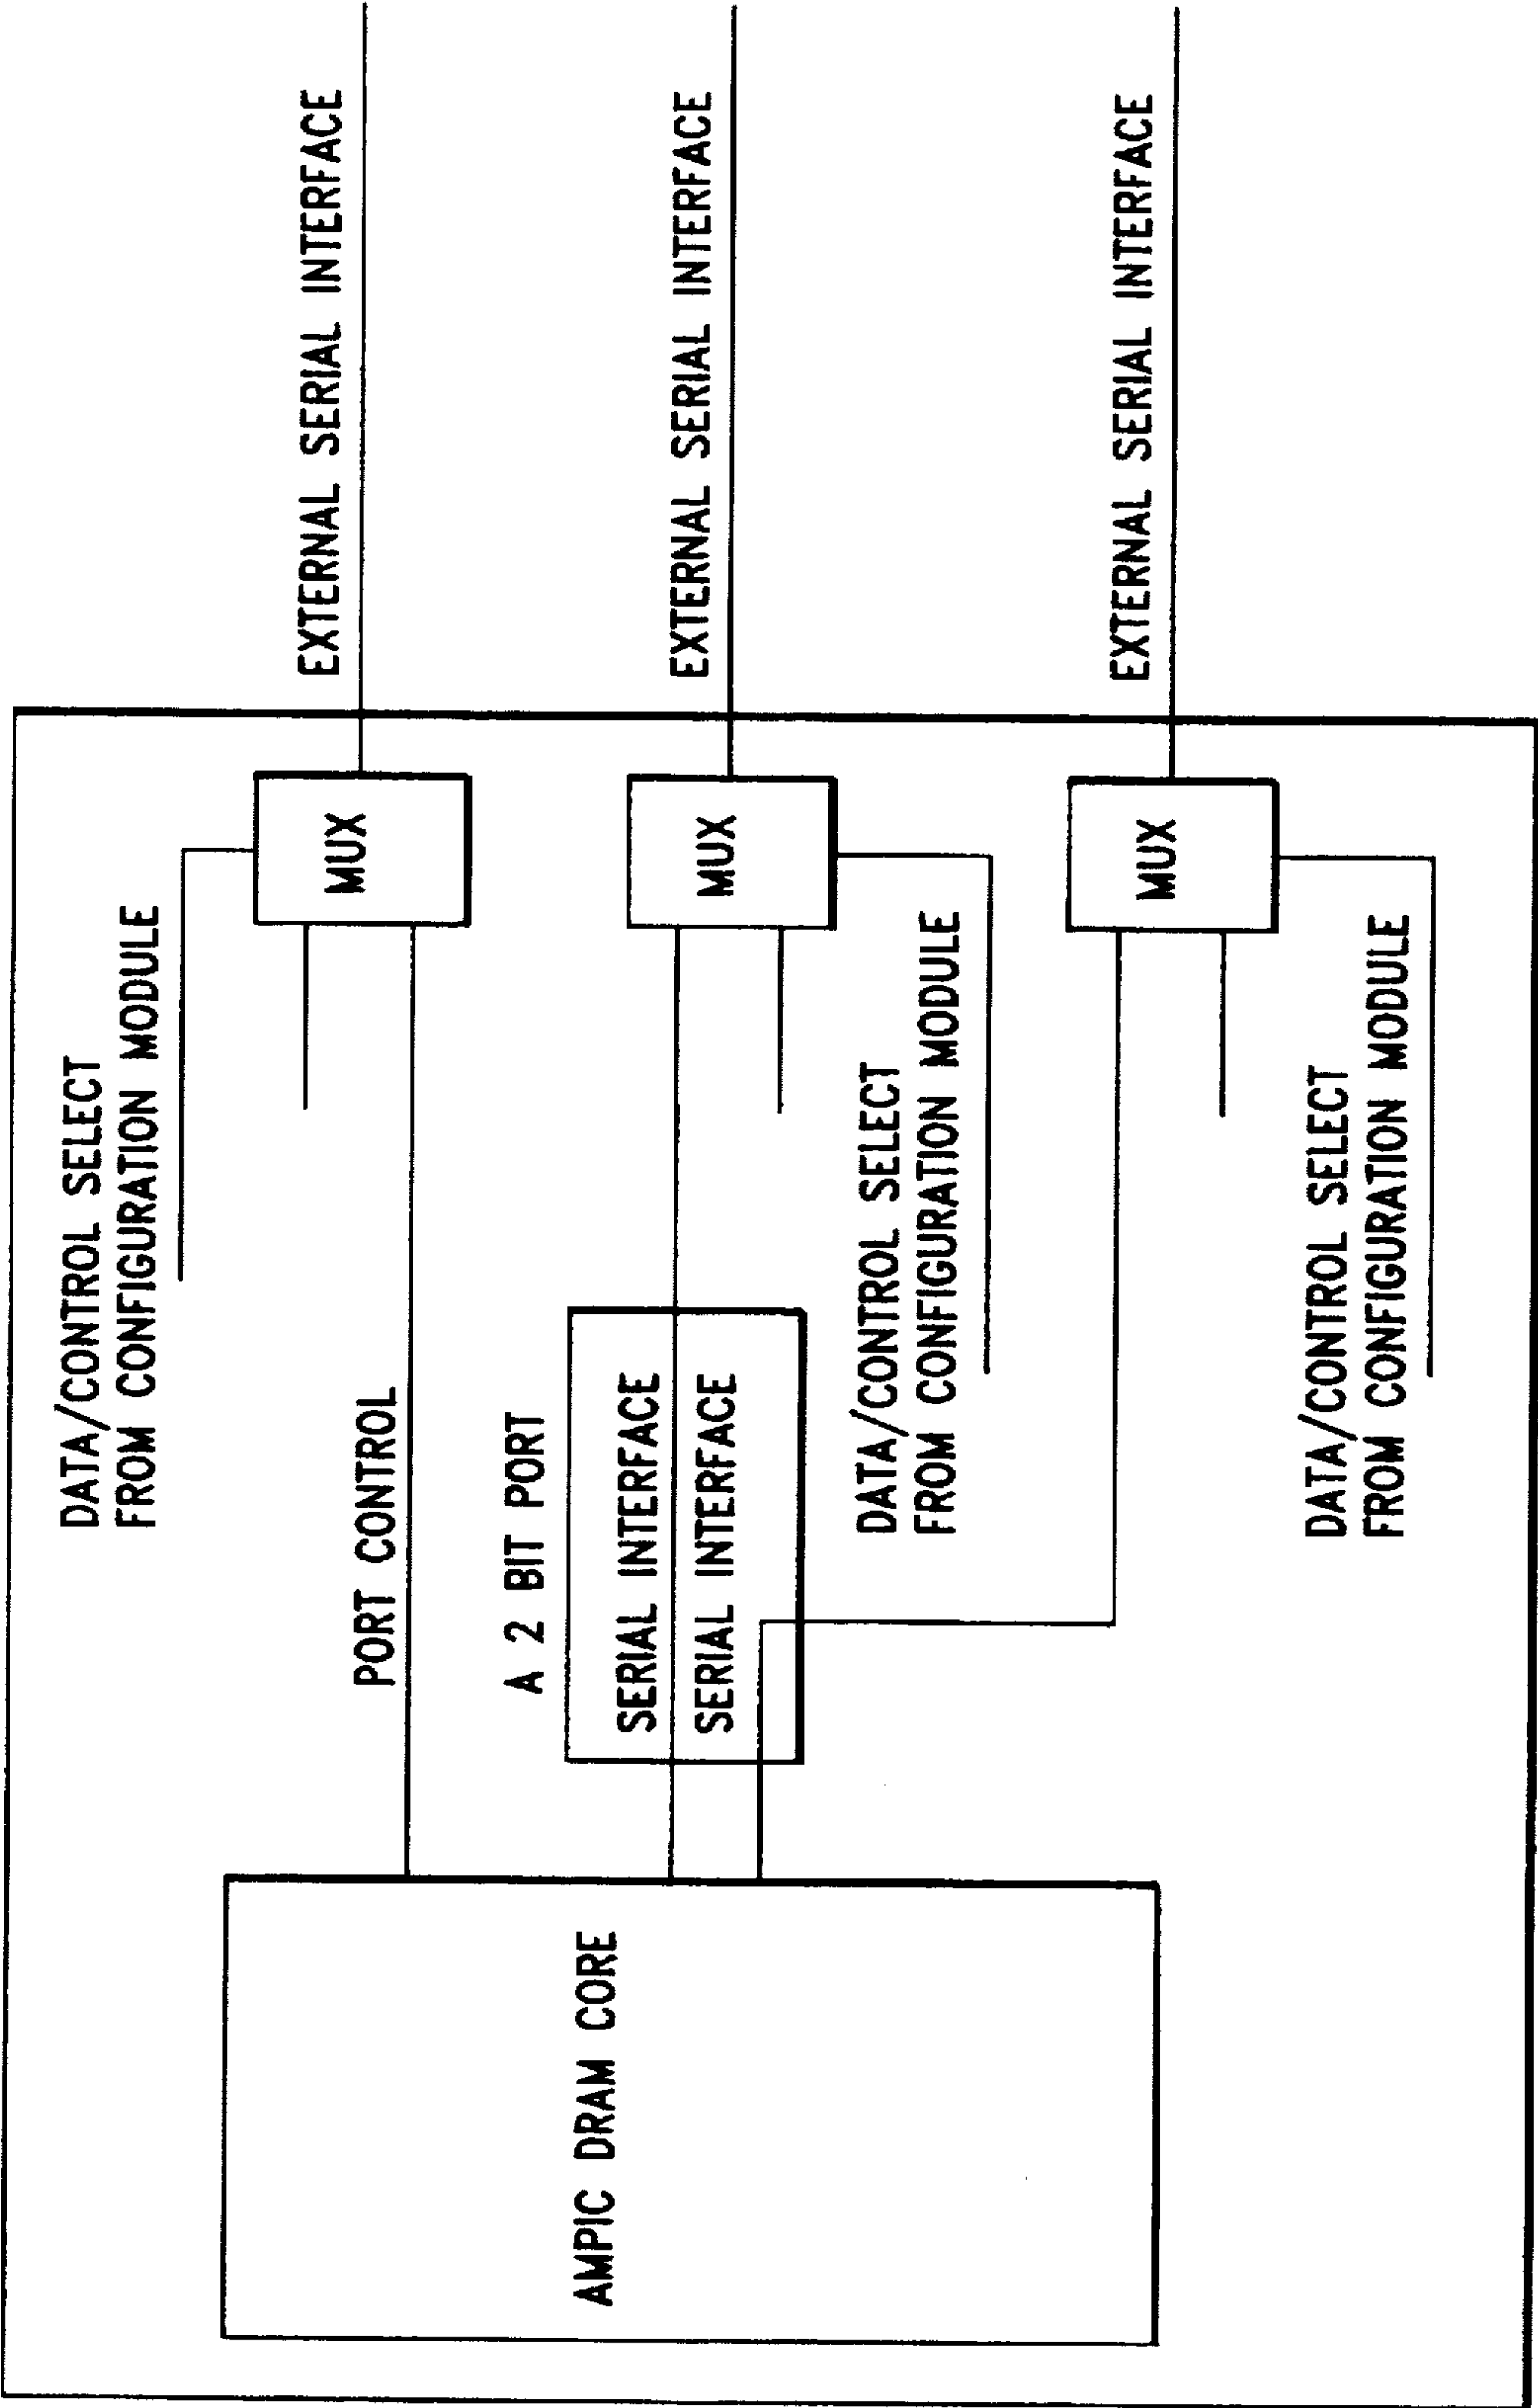 DATA/CONTROL SELECT
FROM CONFIGURATION MODULE
EXTERNAL SERIAL INTERFACE
MUX
PORT CONTROL
A 2 BIT PORT
EXTERNAL SERIAL INTERFACE
MUX
SERIAL INTERFACE
SERIAL INTERFACE
AMPIC DRAM CORE
DATA/CONTROL SELECT
FROM CONFIGURATION MODULE
EXTERNAL SERIAL INTERFACE
MUX
DATA/CONTROL SELECT
FROM CONFIGURATION MODULE